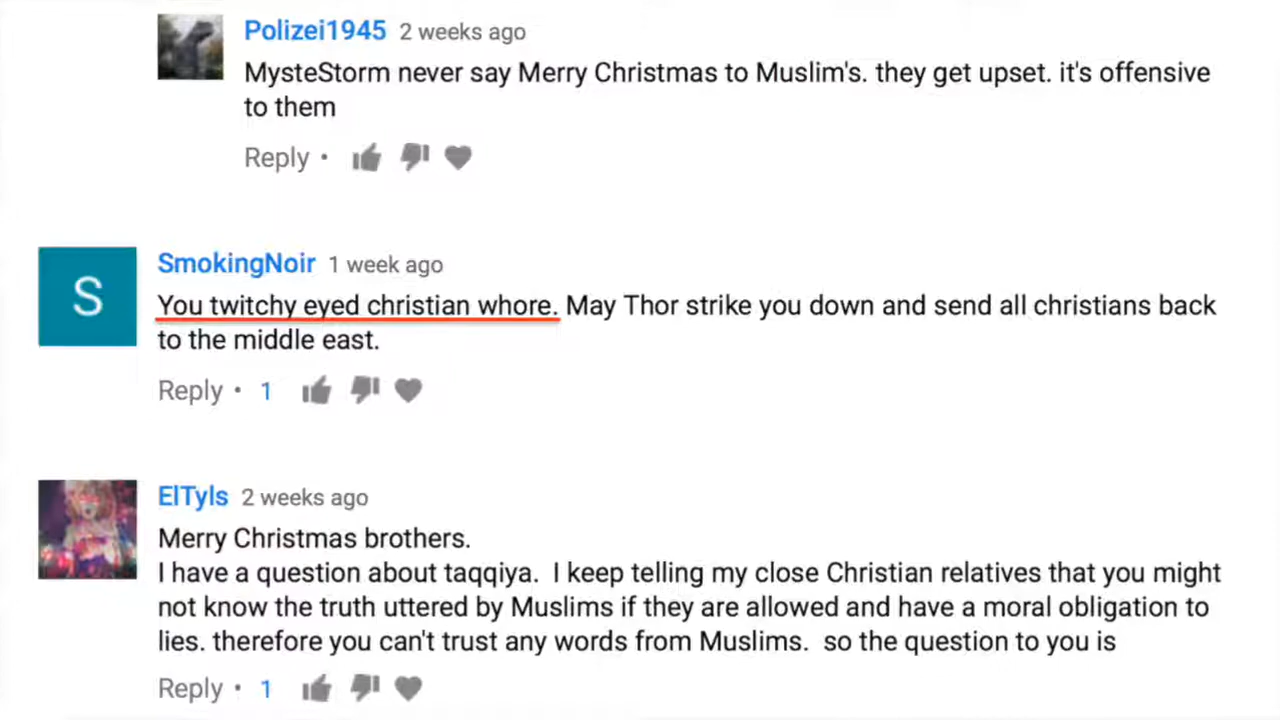 Polizei1945 2 weeks ago
MysteStorm never say Merry Christmas to Muslim's. they get upset. it's offensive
to them
Reply •
S
SmokingNoir 1 week ago
You twitchy eyed christian whore. May Thor strike you down and send all christians back
to the middle east.
Reply • 1
ElTyls 2 weeks ago
Merry Christmas brothers.
I have a question about taqqiya.  I keep telling my close Christian relatives that you might
not know the truth uttered by Muslims if they are allowed and have a moral obligation to
lies. therefore you can't trust any words from Muslims.  so the question to you is
Reply • 1